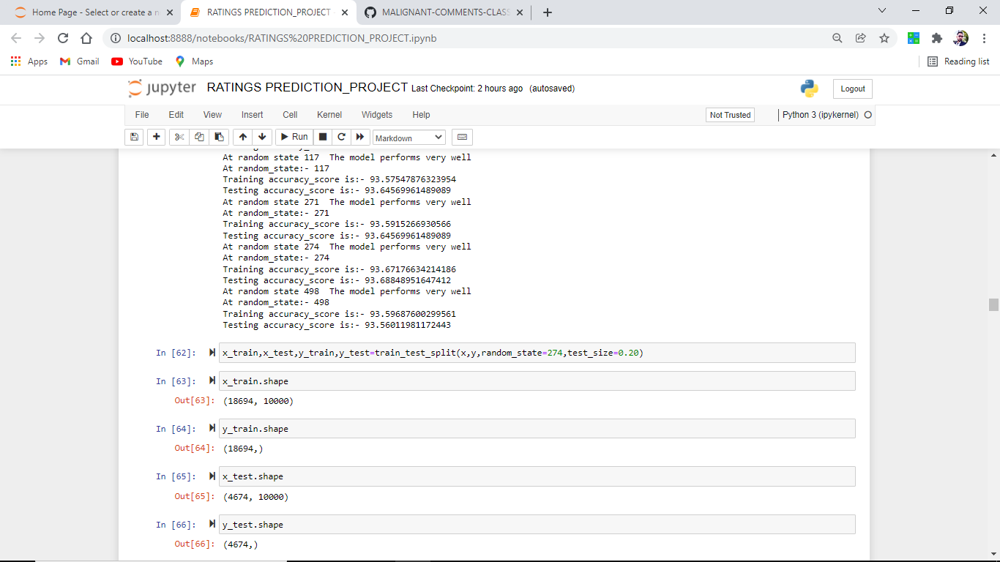 Home Page - Select or create a n
RATINGS PREDICTION_PROJECT
MALIGNANT-COMMENTS-CLASS
localhost:8888/notebooks/RATINGS%20PREDICTION_PROJECT.ipynb
Apps Gmail YouTube Maps Reading list
jupyter RATINGS PREDICTION_PROJECT Last Checkpoint: 2 hours ago (autosaved) Logout
File Edit View Insert Cell Kernel Widgets Help Not Trusted Python 3 (ipykernel)
Run Markdown
At random state 117  The model performs very well
At random_state:- 117
Training accuracy_score is:- 93.57547876323954
Testing accuracy_score is:- 93.64569961489089
At random state 271  The model performs very well
At random_state:- 271
Training accuracy_score is:- 93.5915266930566
Testing accuracy_score is:- 93.64569961489089
At random state 274  The model performs very well
At random_state:- 274
Training accuracy_score is:- 93.67176634214186
Testing accuracy_score is:- 93.68848951647412
At random state 498  The model performs very well
At random_state:- 498
Training accuracy_score is:- 93.59687600299561
Testing accuracy_score is:- 93.56011981172443
In [62]: x_train,x_test,y_train,y_test=train_test_split(x,y,random_state=274,test_size=0.20)
In [63]: x_train.shape
Out[63]: (18694, 10000)
In [64]: y_train.shape
Out[64]: (18694,)
In [65]: x_test.shape
Out[65]: (4674, 10000)
In [66]: y_test.shape
Out[66]: (4674,)